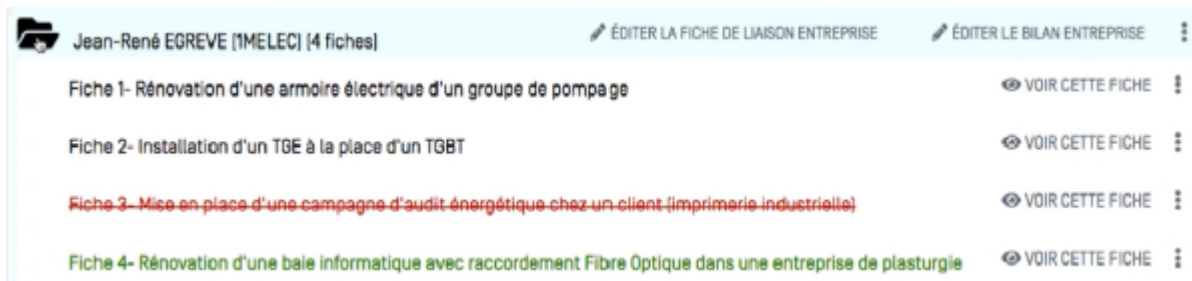 Jean-René EGREVE [1MELEC] [4 fiches] ÉDITER LA FICHE DE LIAISON ENTREPRISE ÉDITER LE BILAN ENTREPRISE
Fiche 1- Rénovation d'une armoire électrique d'un groupe de pompage VOIR CETTE FICHE
Fiche 2- Installation d'un TGE à la place d'un TGBT VOIR CETTE FICHE
Fiche 3- Mise en place d'une campagne d'audit énergétique chez un client (imprimerie industrielle) VOIR CETTE FICHE
Fiche 4- Rénovation d'une baie informatique avec raccordement Fibre Optique dans une entreprise de plasturgie VOIR CETTE FICHE